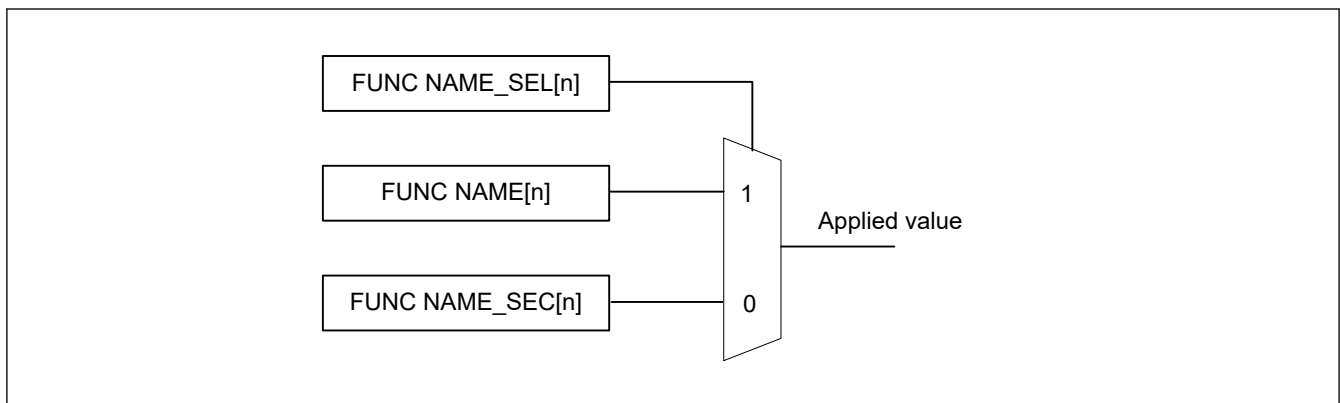 FUNC NAME_SEL[n]
FUNC NAME[n]
1
Applied value
FUNC NAME_SEC[n]
0